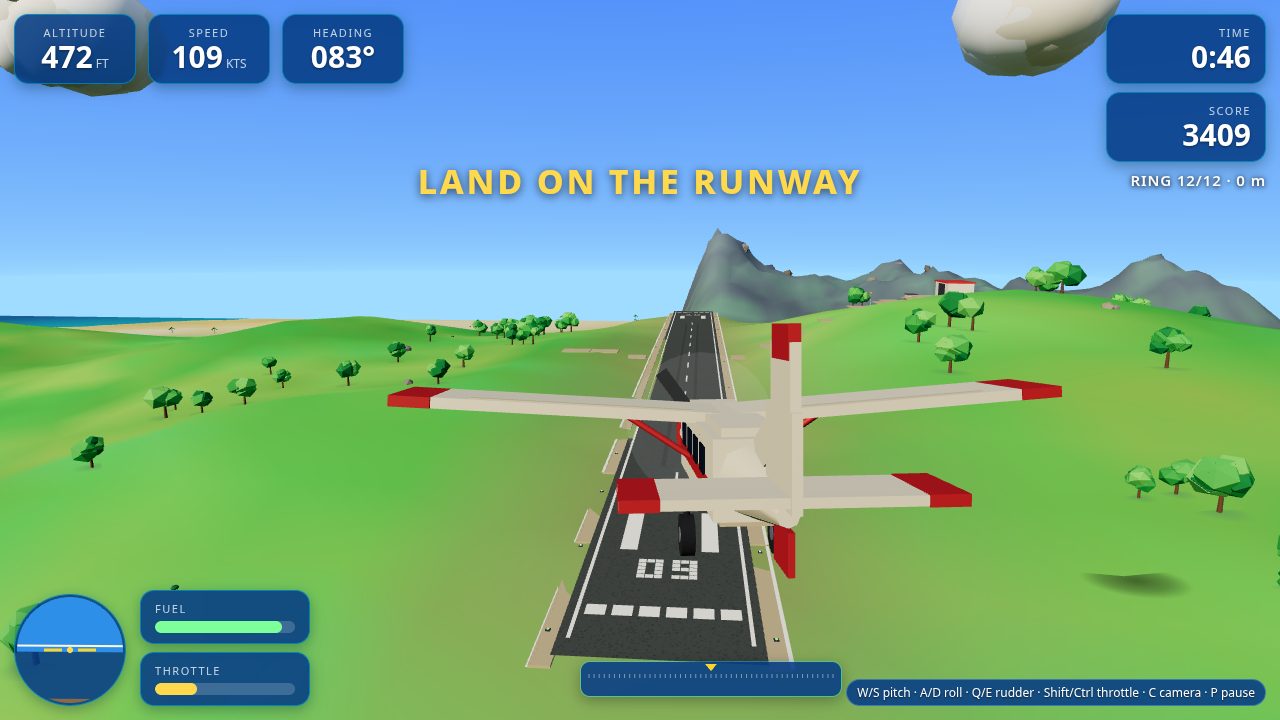 ALTITUDE
472 FT
SPEED
109 KTS
HEADING
083°
TIME
0:46
SCORE
3409
RING 12/12 · 0 m
LAND ON THE RUNWAY
09
FUEL
THROTTLE
W/S pitch · A/D roll · Q/E rudder · Shift/Ctrl throttle · C camera · P pause